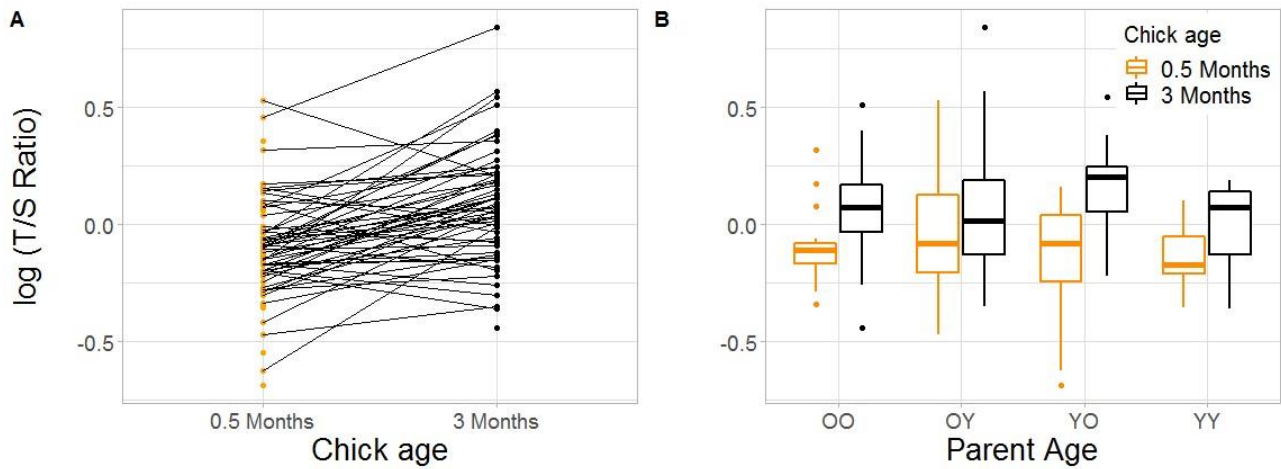 A
log (T/S Ratio)
0.5
0.0
-0.5
0.5 Months
3 Months
Chick age
B
Chick age
0.5 Months
3 Months
0.5
0.0
-0.5
OO
OY
YO
YY
Parent Age